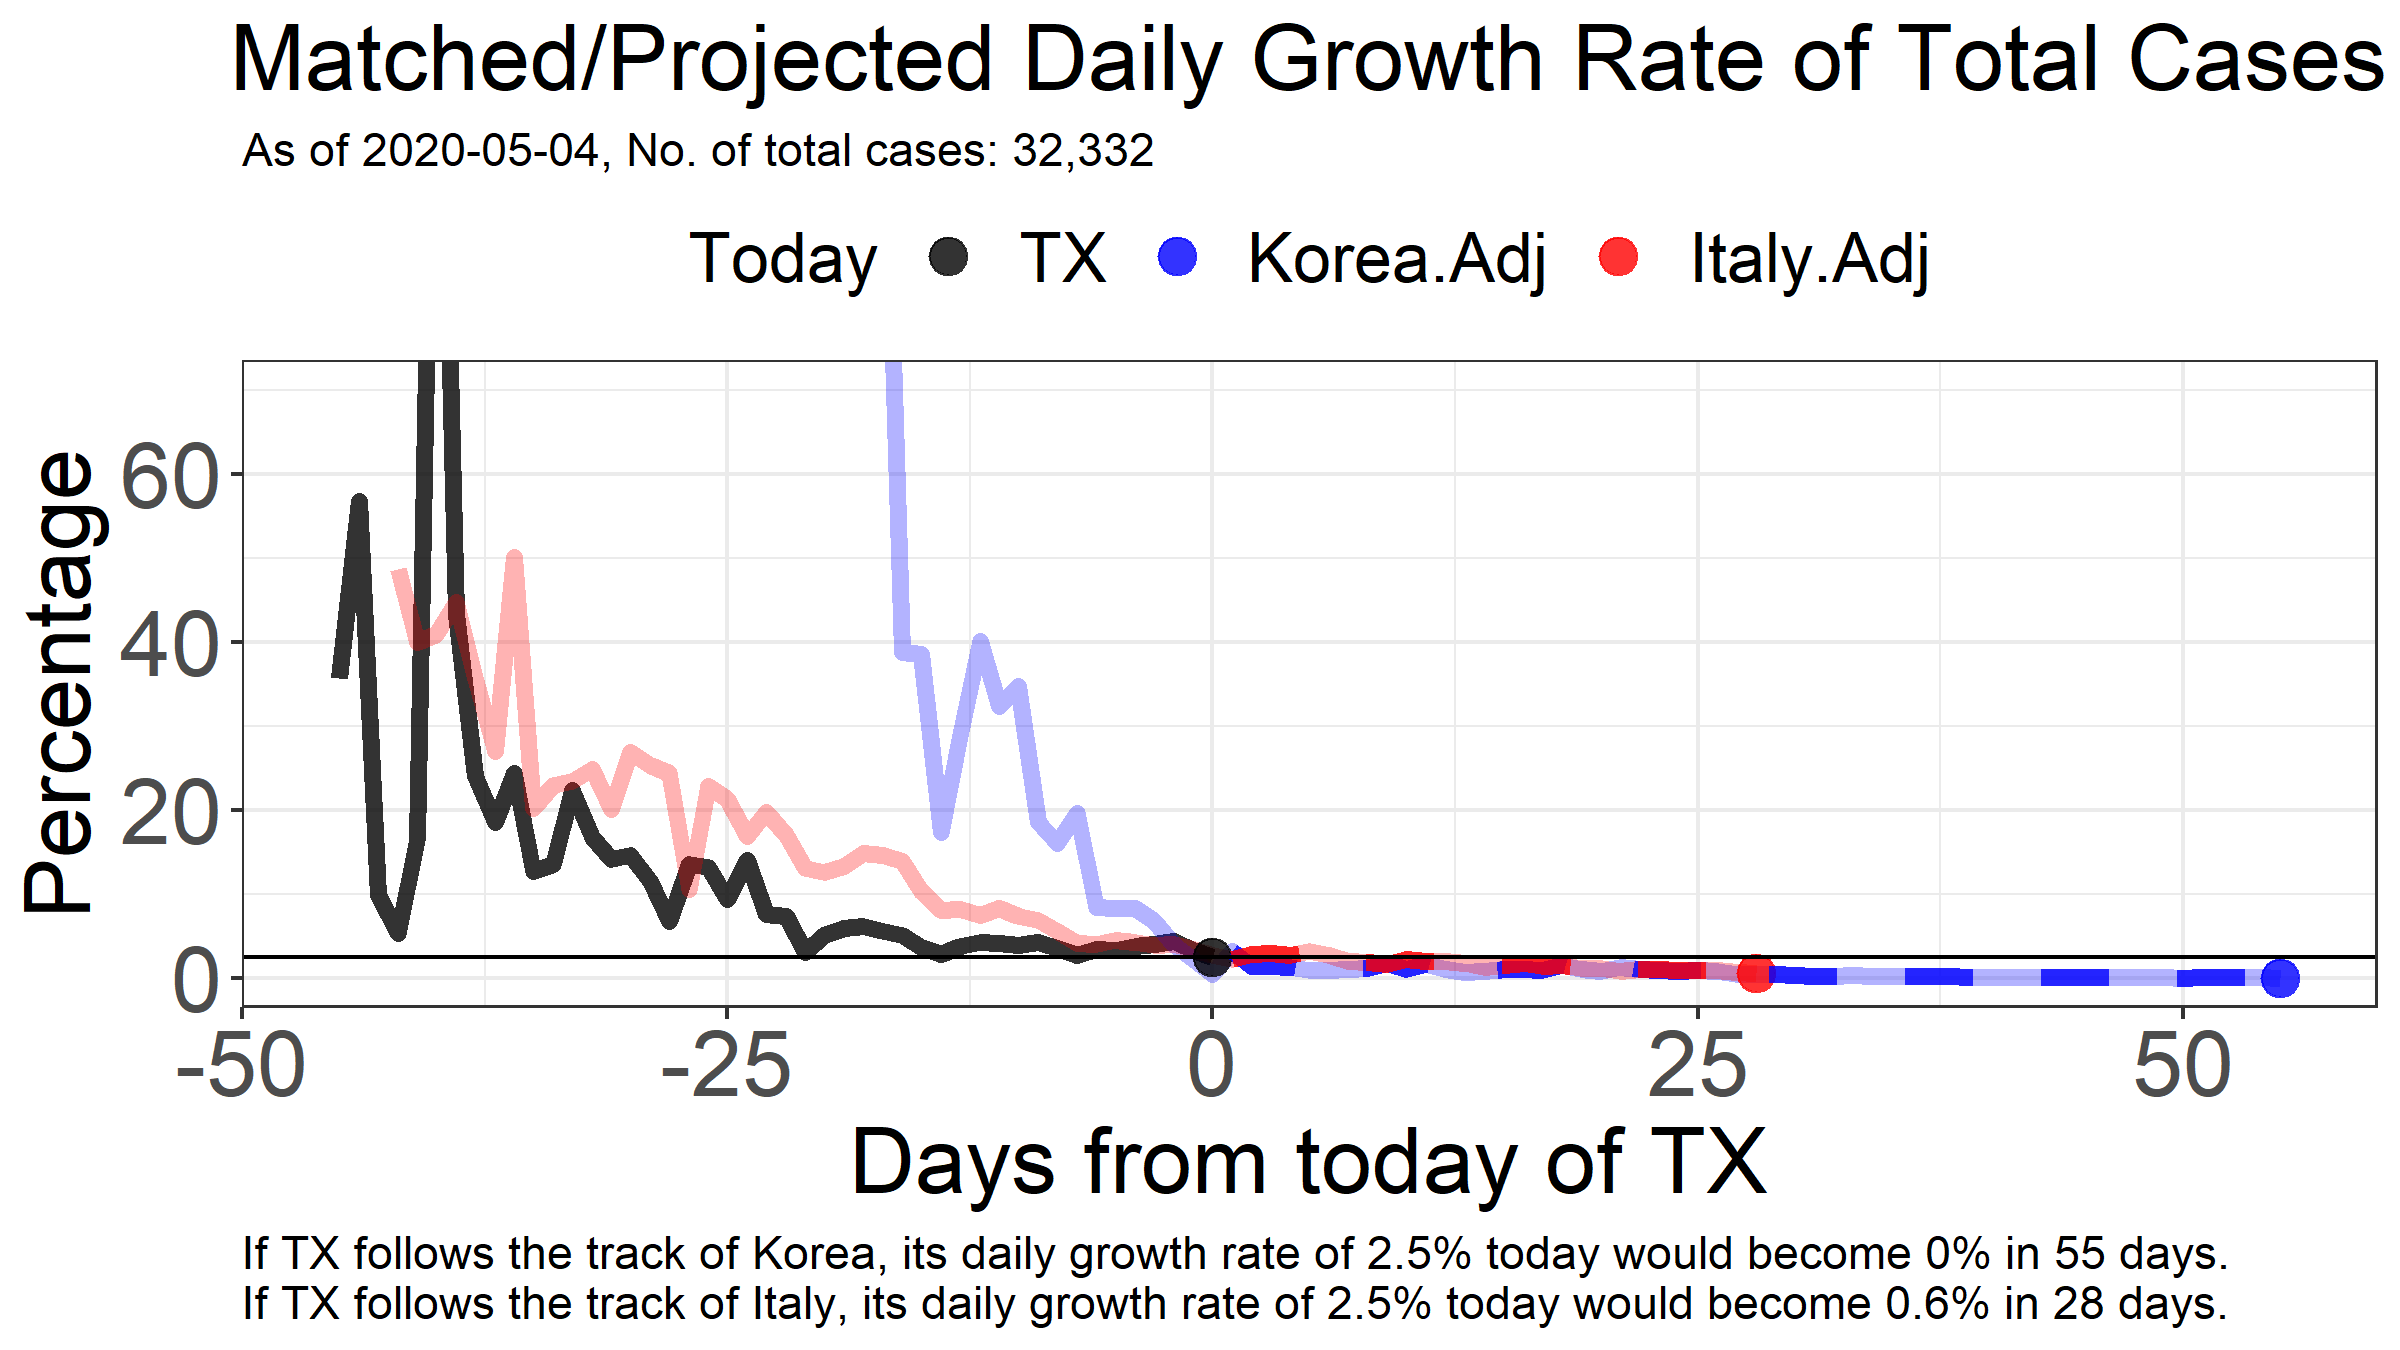 Matched/Projected Daily Growth Rate of Total Cases
As of 2020-05-04, No. of total cases: 32,332
Today TX Korea.Adj Italy.Adj
Percentage
60
40
20
0
-50 -25 0 25 50
Days from today of TX
If TX follows the track of Korea, its daily growth rate of 2.5% today would become 0% in 55 days.
If TX follows the track of Italy, its daily growth rate of 2.5% today would become 0.6% in 28 days.